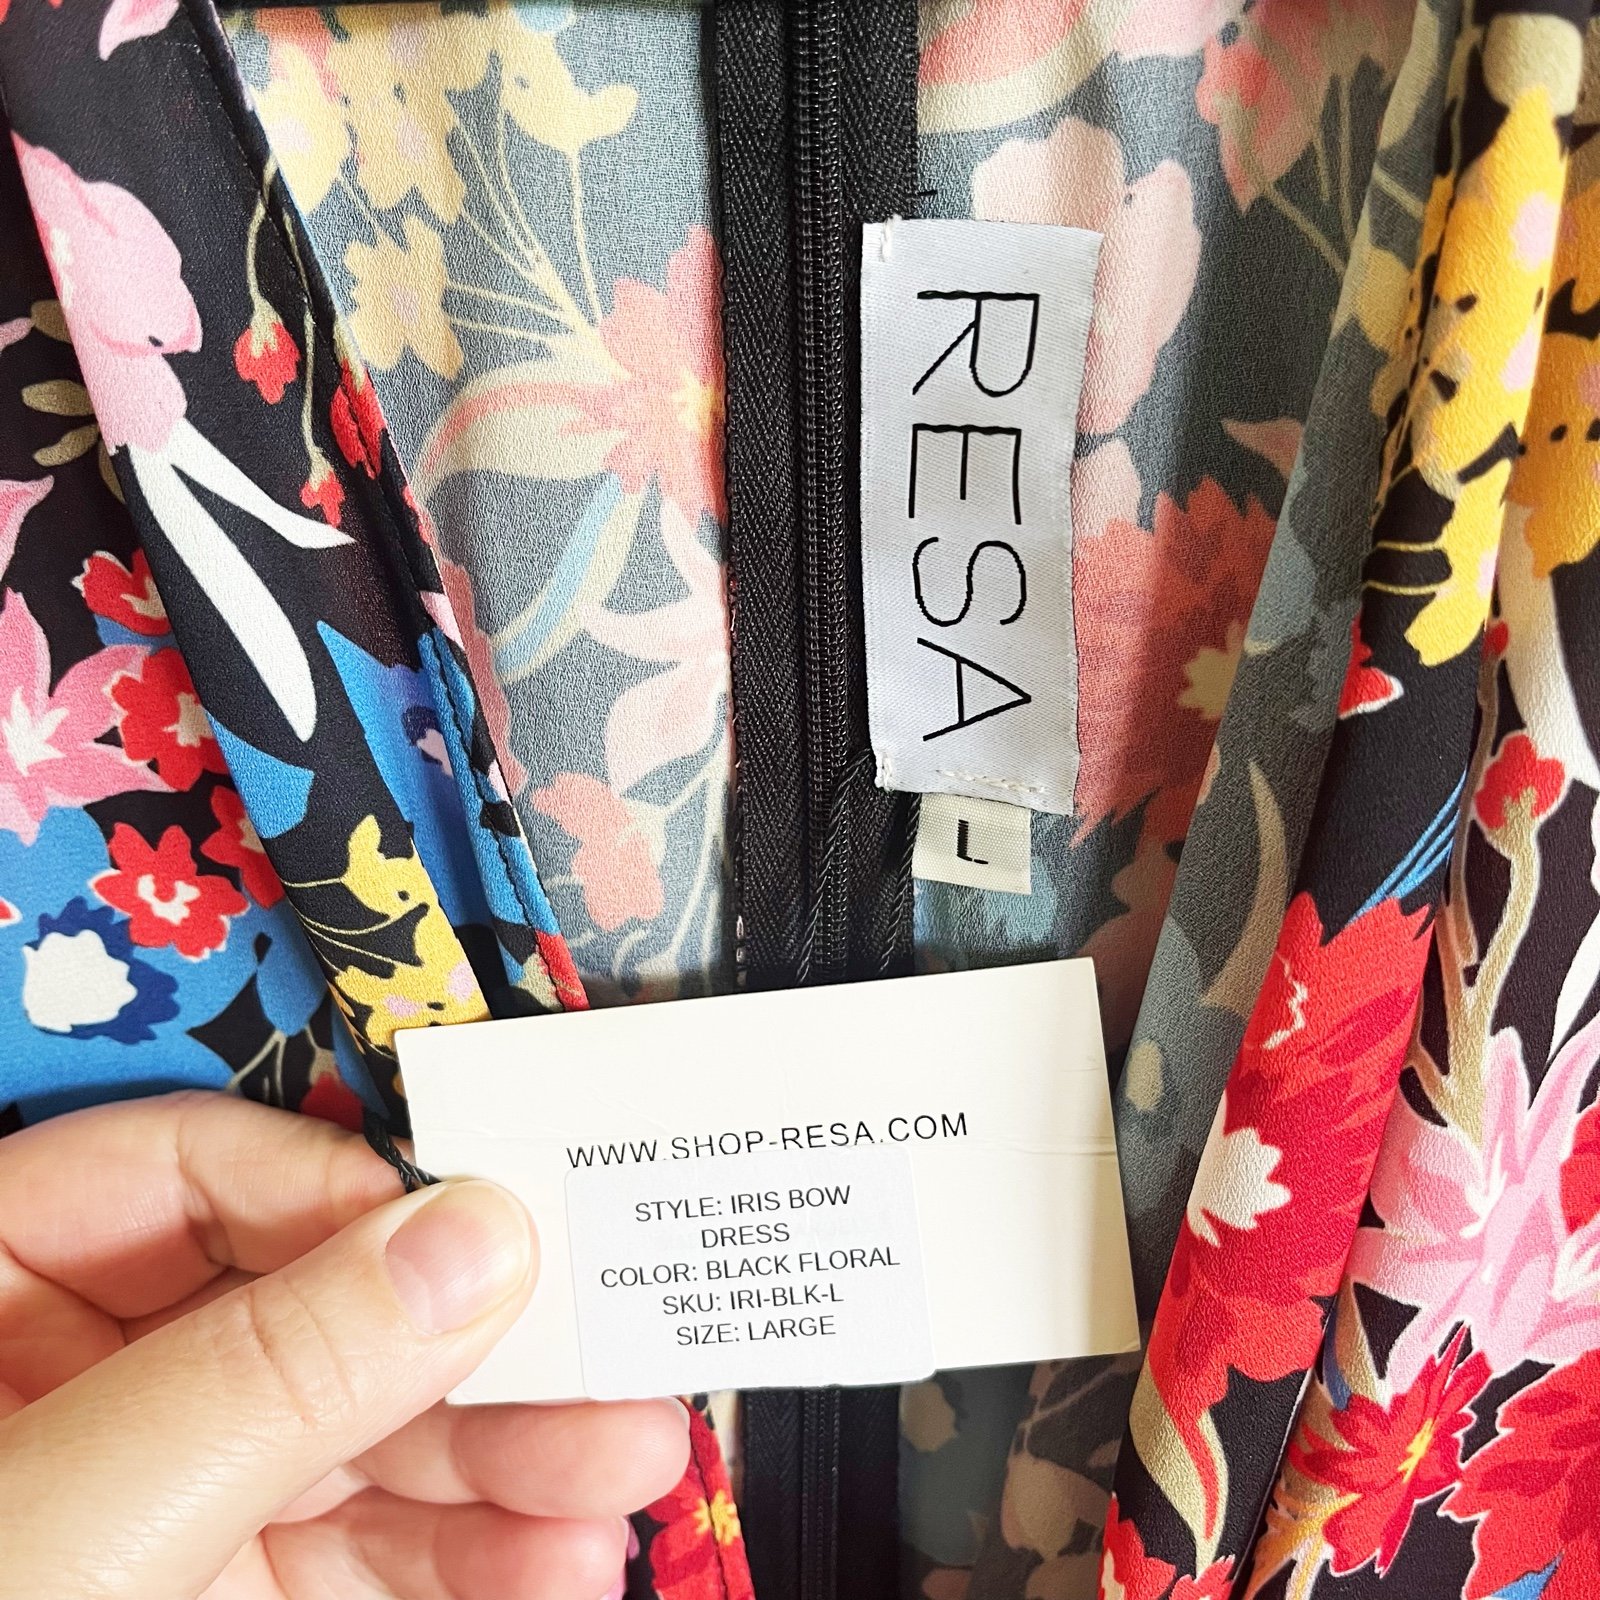 RESA
L
WWW.SHOP-RESA.COM
STYLE: IRIS BOW
DRESS
COLOR: BLACK FLORAL
SKU: IRI-BLK-L
SIZE: LARGE